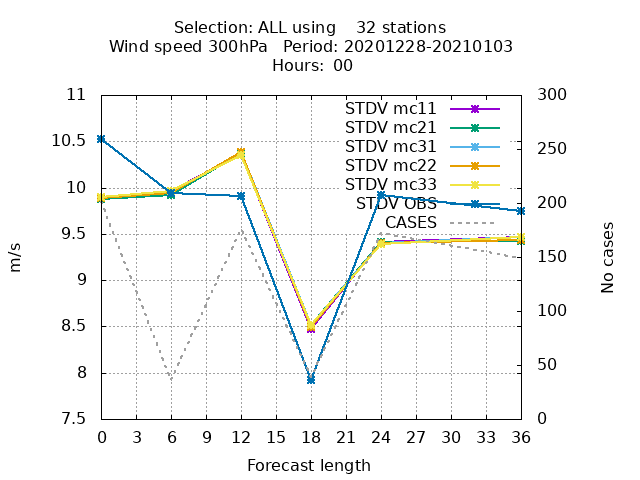 Selection: ALL using    32 stations
Wind speed 300hPa   Period: 20201228-20210103
Hours:  00
11
10.5
10
9.5
9
8.5
8
7.5
300
250
200
150
100
50
0
STDV mc11
STDV mc21
STDV mc31
STDV mc22
STDV mc33
STDV OBS
CASES
m/s
No cases
0 3 6 9 12 15 18 21 24 27 30 33 36
Forecast length